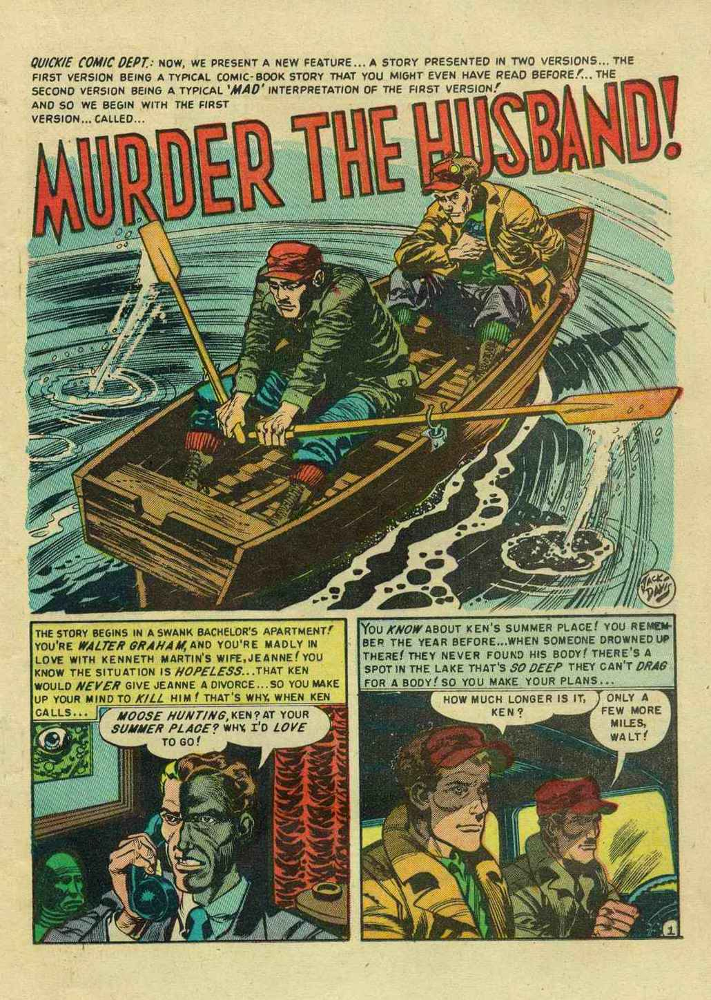 QUICKIE COMIC DEPT.: NOW, WE PRESENT A NEW FEATURE... A STORY PRESENTED IN TWO VERSIONS... THE
FIRST VERSION BEING A TYPICAL COMIC-BOOK STORY THAT YOU MIGHT EVEN HAVE READ BEFORE!... THE
SECOND VERSION BEING A TYPICAL 'MAD' INTERPRETATION OF THE FIRST VERSION!
AND SO WE BEGIN WITH THE FIRST
VERSION... CALLED...
MURDER THE HUSBAND!
JACK
DAVIS
THE STORY BEGINS IN A SWANK BACHELOR'S APARTMENT!
YOU'RE WALTER GRAHAM, AND YOU'RE MADLY IN
LOVE WITH KENNETH MARTIN'S WIFE, JEANNE! YOU
KNOW THE SITUATION IS HOPELESS... THAT KEN
WOULD NEVER GIVE JEANNE A DIVORCE... SO YOU MAKE
UP YOUR MIND TO KILL HIM! THAT'S WHY, WHEN KEN
CALLS...
MOOSE HUNTING, KEN? AT YOUR
SUMMER PLACE? WHY, I'D LOVE
TO GO!
YOU KNOW ABOUT KEN'S SUMMER PLACE! YOU REMEM-
BER THE YEAR BEFORE... WHEN SOMEONE DROWNED UP
THERE! THEY NEVER FOUND HIS BODY! THERE'S A
SPOT IN THE LAKE THAT'S SO DEEP THEY CAN'T DRAG
FOR A BODY! SO YOU MAKE YOUR PLANS...
HOW MUCH LONGER IS IT,
KEN?
ONLY A
FEW MORE
MILES,
WALT!
1